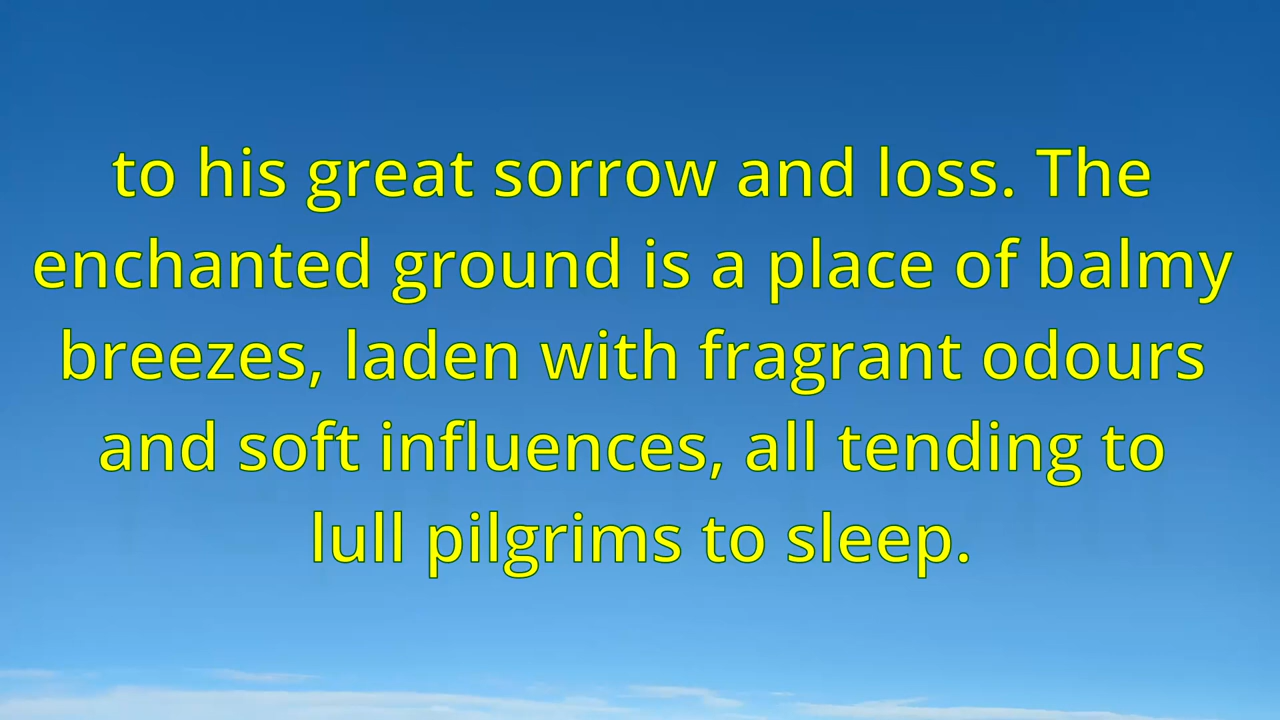 to his great sorrow and loss. The
enchanted ground is a place of balmy
breezes, laden with fragrant odours
and soft influences, all tending to
lull pilgrims to sleep.